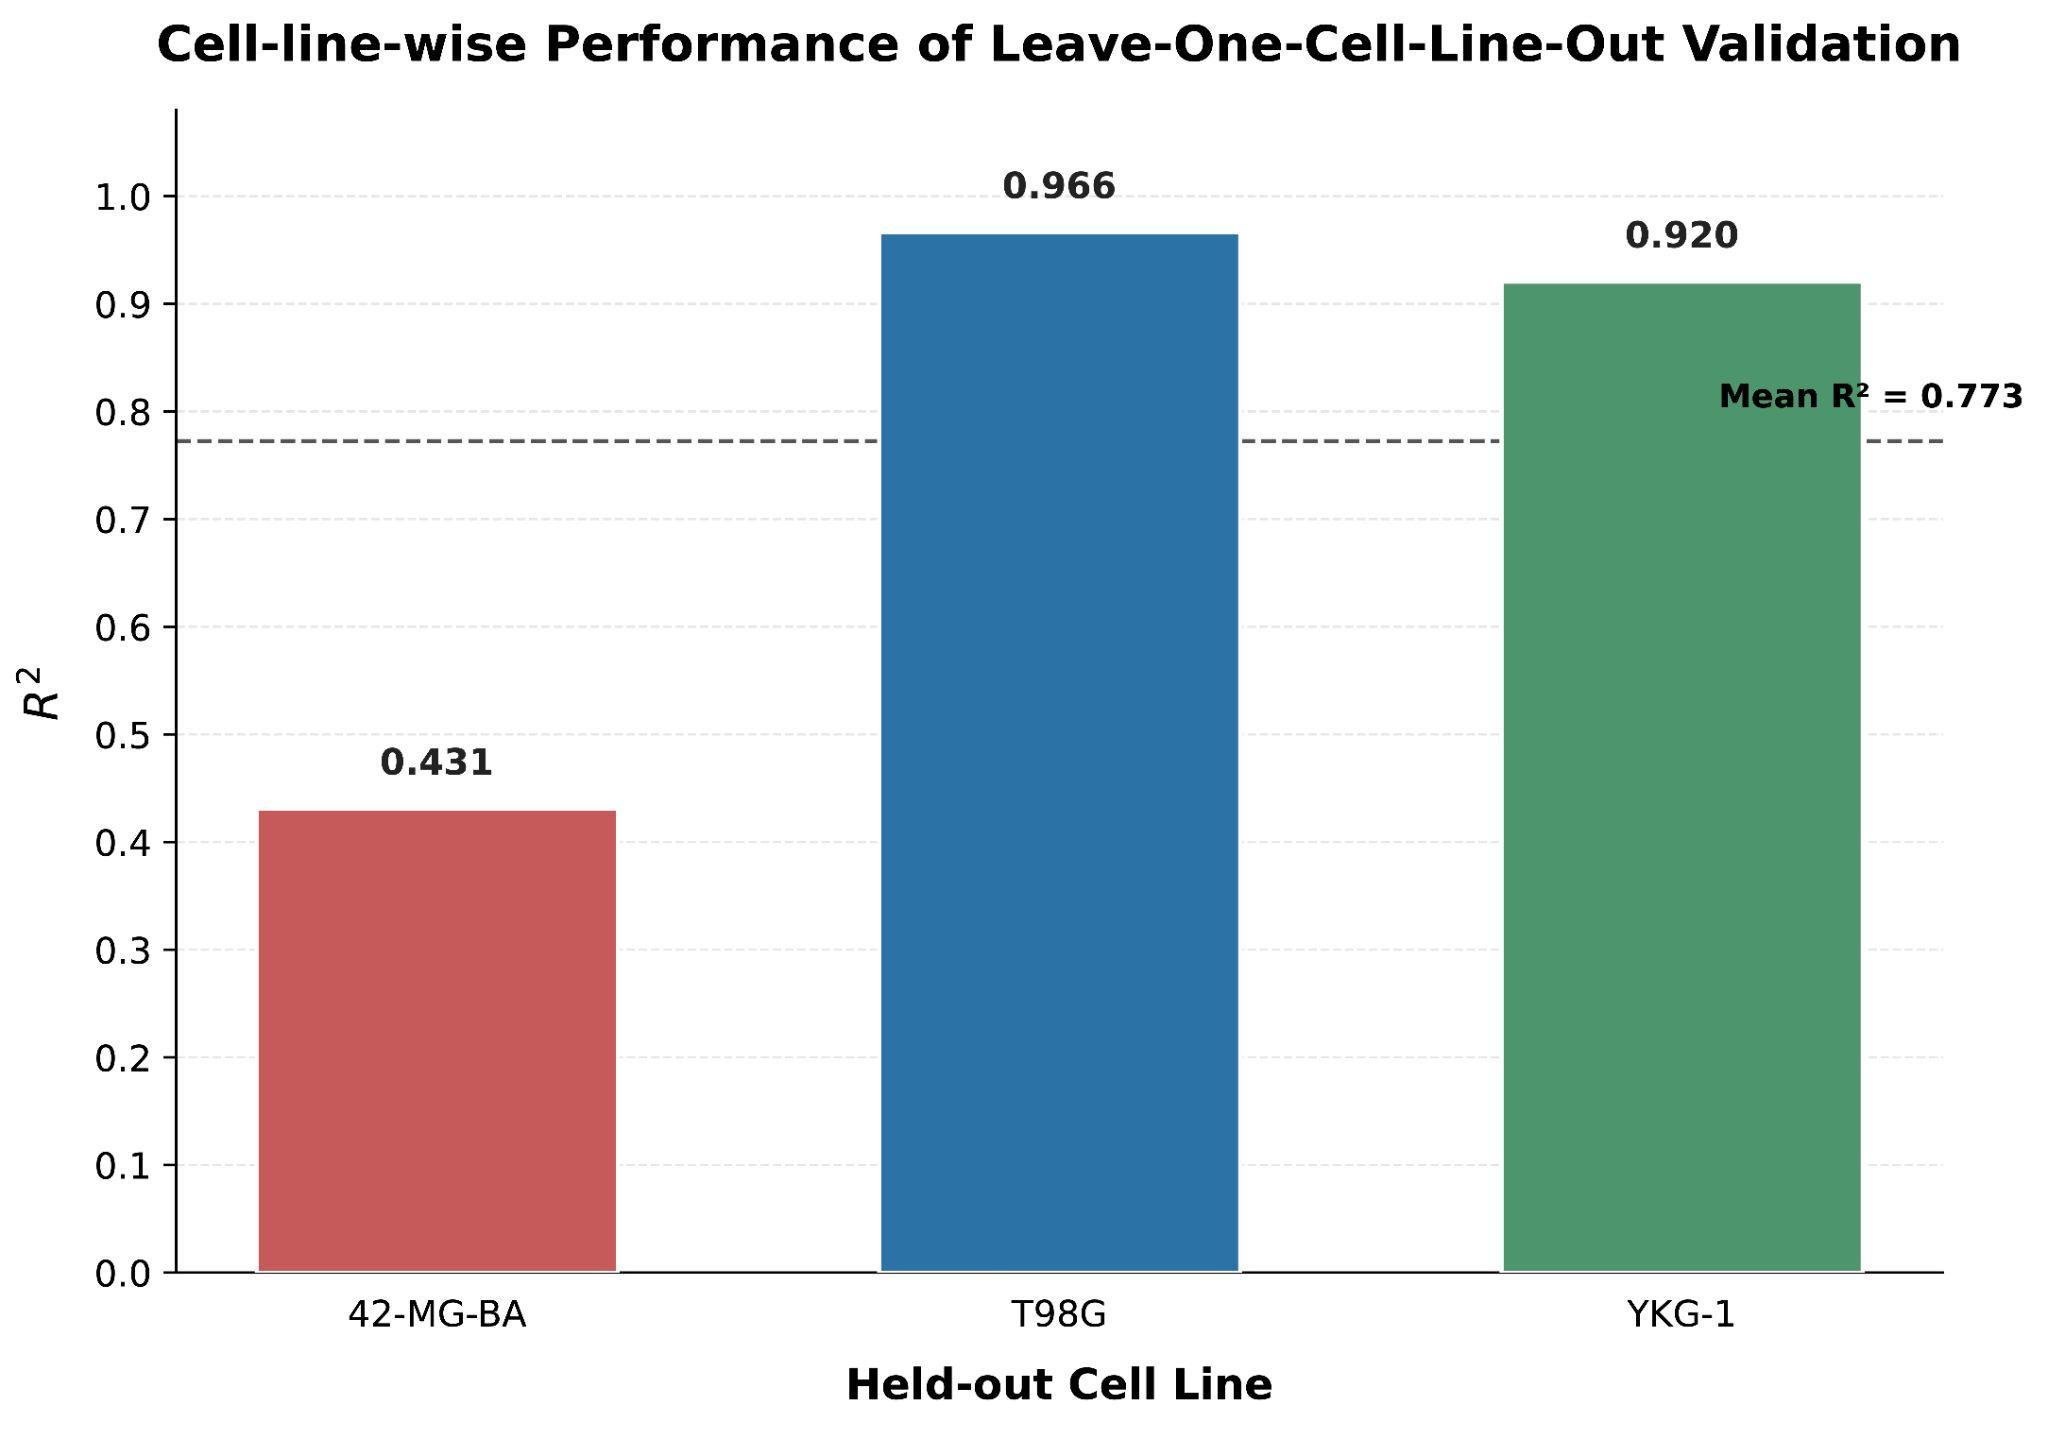 Cell-line-wise Performance of Leave-One-Cell-Line-Out Validation
1.0
0.9
0.8
0.7
0.6
0.5
0.4
0.3
0.2
0.1
0.0
R²
0.431
0.966
0.920
Mean R² = 0.773
42-MG-BA
T98G
YKG-1
Held-out Cell Line